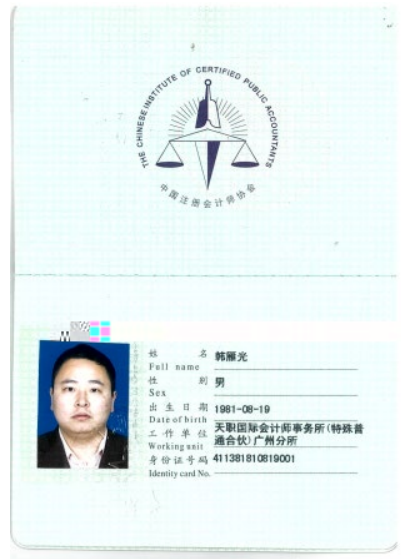 THE CHINESE INSTITUTE OF CERTIFIED PUBLIC ACCOUNTANTS
中国注册会计师协会
姓 名 韩雁光
Full name
性 别 男
Sex
出生日期 1981-08-19
Date of birth
工作单位 天职国际会计师事务所(特殊普
通合伙)广州分所
Working unit
身份证号码 411381810819001
Identity card No.